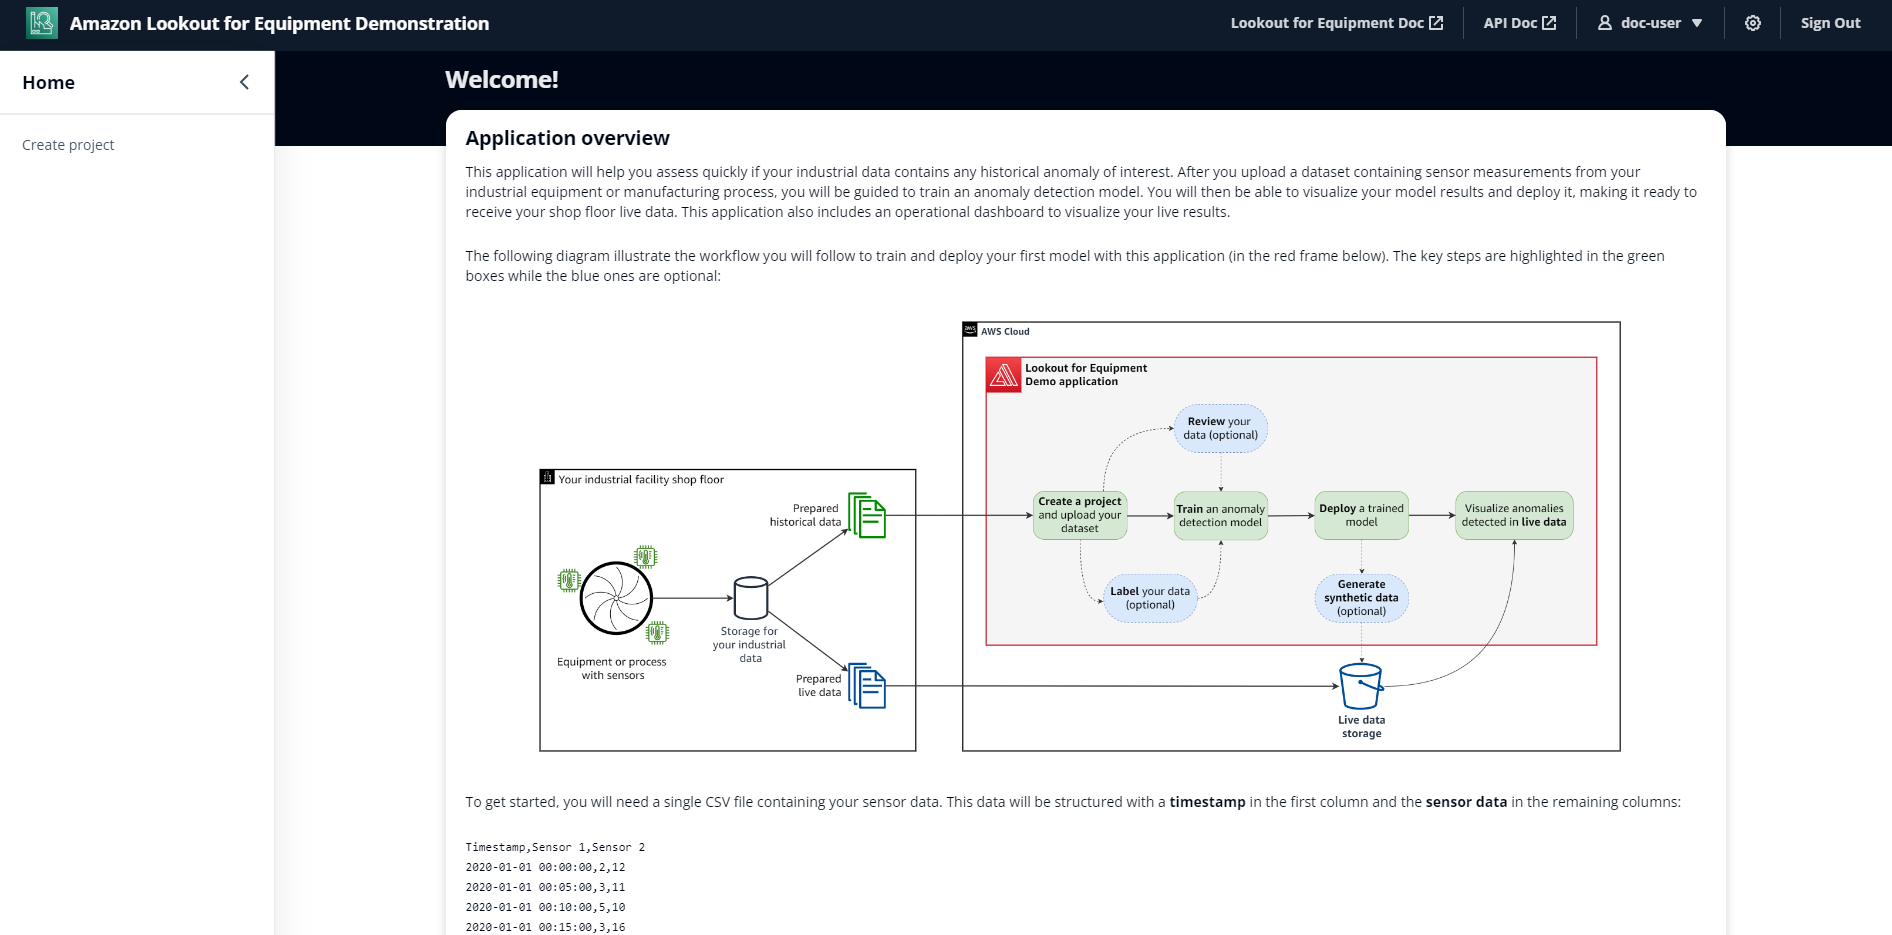 Amazon Lookout for Equipment Demonstration
Lookout for Equipment Doc
API Doc
doc-user
Sign Out
Home
Create project
Welcome!
Application overview
This application will help you assess quickly if your industrial data contains any historical anomaly of interest. After you upload a dataset containing sensor measurements from your
industrial equipment or manufacturing process, you will be guided to train an anomaly detection model. You will then be able to visualize your model results and deploy it, making it ready to
receive your shop floor live data. This application also includes an operational dashboard to visualize your live results.
The following diagram illustrate the workflow you will follow to train and deploy your first model with this application (in the red frame below). The key steps are highlighted in the green
boxes while the blue ones are optional:
aws
AWS Cloud
Lookout for Equipment
Demo application
Review your
data (optional)
Your industrial facility shop floor
Prepared
historical data
Create a project
and upload your
dataset
Train an anomaly
detection model
Deploy a trained
model
Visualize anomalies
detected in live data
Label your data
(optional)
Generate
synthetic data
(optional)
Storage for
your industrial
data
Equipment or process
with sensors
Prepared
live data
Live data
storage
To get started, you will need a single CSV file containing your sensor data. This data will be structured with a timestamp in the first column and the sensor data in the remaining columns:
Timestamp,Sensor 1,Sensor 2
2020-01-01 00:00:00,2,12
2020-01-01 00:05:00,3,11
2020-01-01 00:10:00,5,10
2020-01-01 00:15:00,3,16